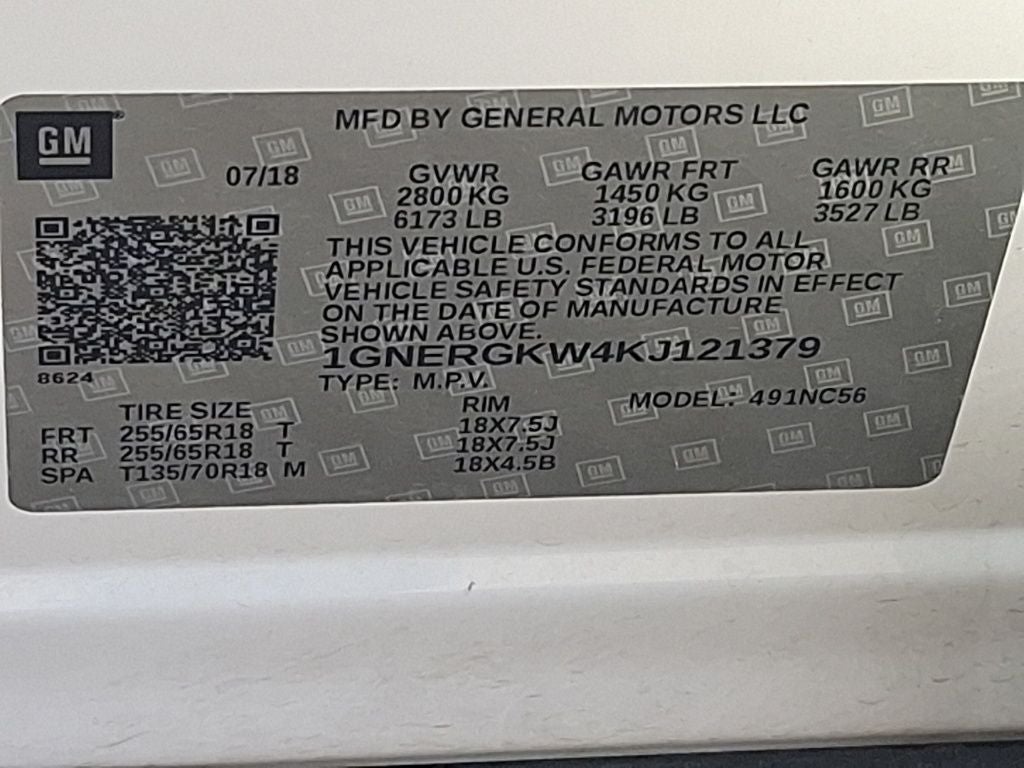 GM
MFD BY GENERAL MOTORS LLC
07/18 GVWR GAWR FRT GAWR RR
2800 KG 1450 KG 1600 KG
6173 LB 3196 LB 3527 LB
THIS VEHICLE CONFORMS TO ALL
APPLICABLE U.S. FEDERAL MOTOR
VEHICLE SAFETY STANDARDS IN EFFECT
ON THE DATE OF MANUFACTURE
SHOWN ABOVE.
1GNERGKW4KJ121379
8624
TYPE: M.P.V.
MODEL: 491NC56
TIRE SIZE RIM
FRT 255/65R18 T 18X7.5J
RR 255/65R18 T 18X7.5J
SPA T135/70R18 M 18X4.5B